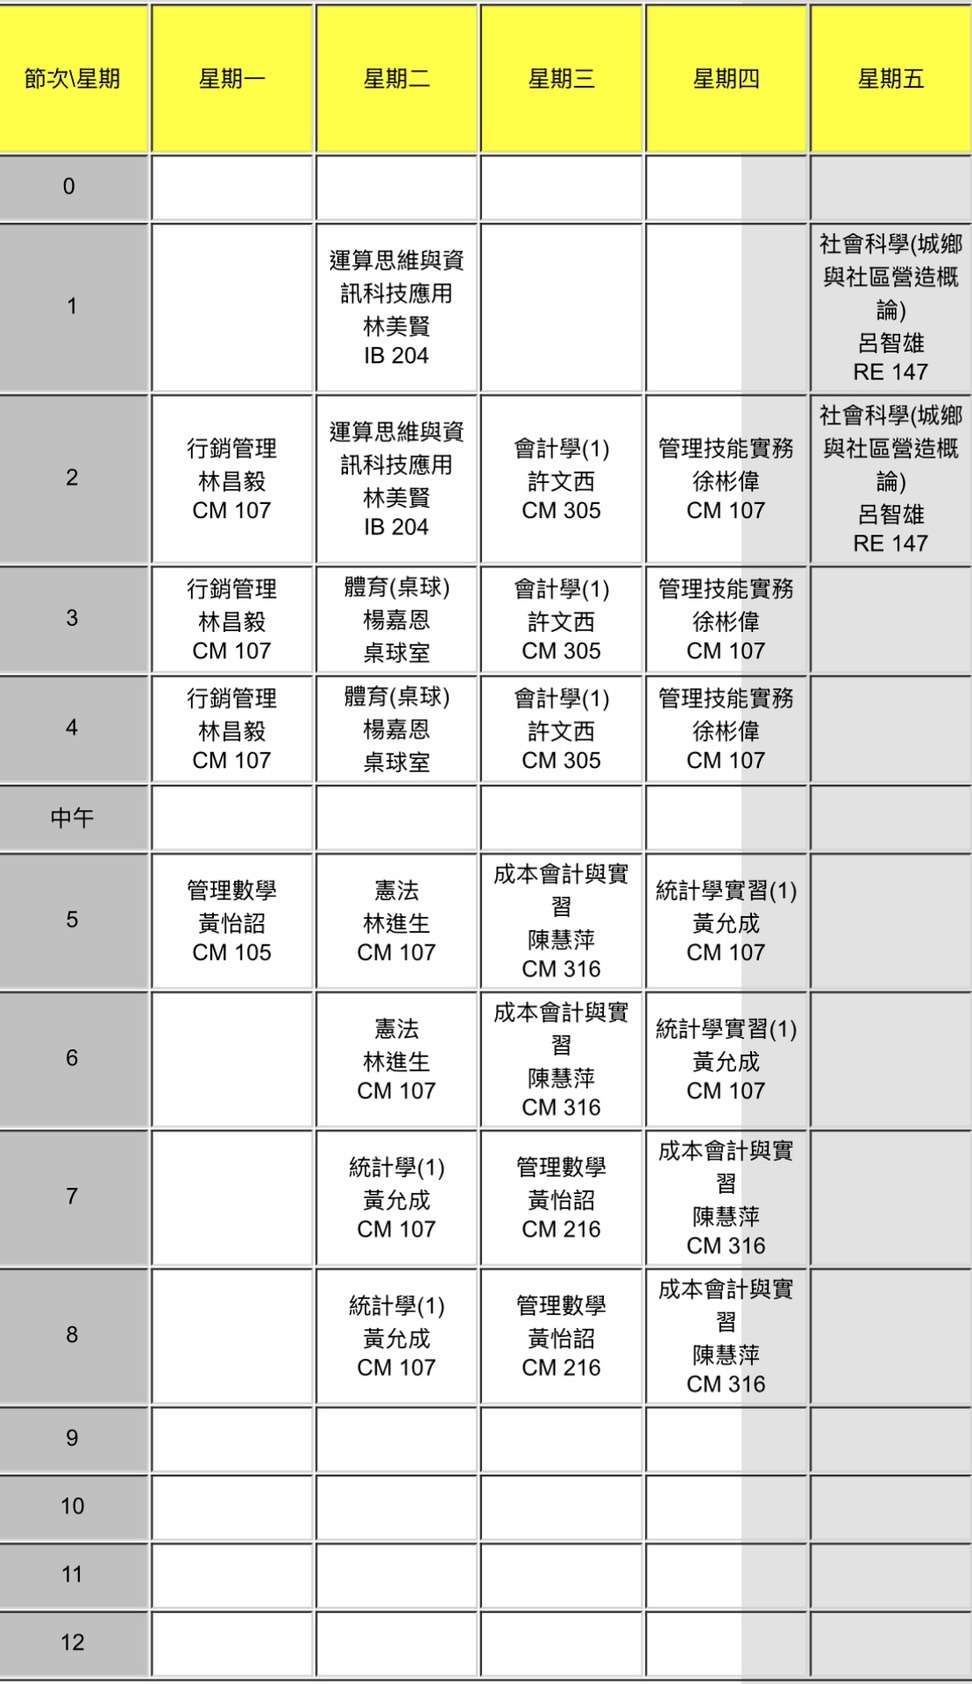 節次\星期 星期一 星期二 星期三 星期四 星期五
0
1
運算思維與資
訊科技應用
林美賢
IB 204
社會科學(城鄉
與社區營造概
論)
呂智雄
RE 147
2
行銷管理
林昌毅
CM 107
運算思維與資
訊科技應用
林美賢
IB 204
會計學(1)
許文西
CM 305
管理技能實務
徐彬偉
CM 107
社會科學(城鄉
與社區營造概
論)
呂智雄
RE 147
3
行銷管理
林昌毅
CM 107
體育(桌球)
楊嘉恩
桌球室
會計學(1)
許文西
CM 305
管理技能實務
徐彬偉
CM 107
4
行銷管理
林昌毅
CM 107
體育(桌球)
楊嘉恩
桌球室
會計學(1)
許文西
CM 305
管理技能實務
徐彬偉
CM 107
中午
5
管理數學
黃怡詔
CM 105
憲法
林進生
CM 107
成本會計與實
習
陳慧萍
CM 316
統計學實習(1)
黃允成
CM 107
6
憲法
林進生
CM 107
成本會計與實
習
陳慧萍
CM 316
統計學實習(1)
黃允成
CM 107
7
統計學(1)
黃允成
CM 107
管理數學
黃怡詔
CM 216
成本會計與實
習
陳慧萍
CM 316
8
統計學(1)
黃允成
CM 107
管理數學
黃怡詔
CM 216
成本會計與實
習
陳慧萍
CM 316
9
10
11
12